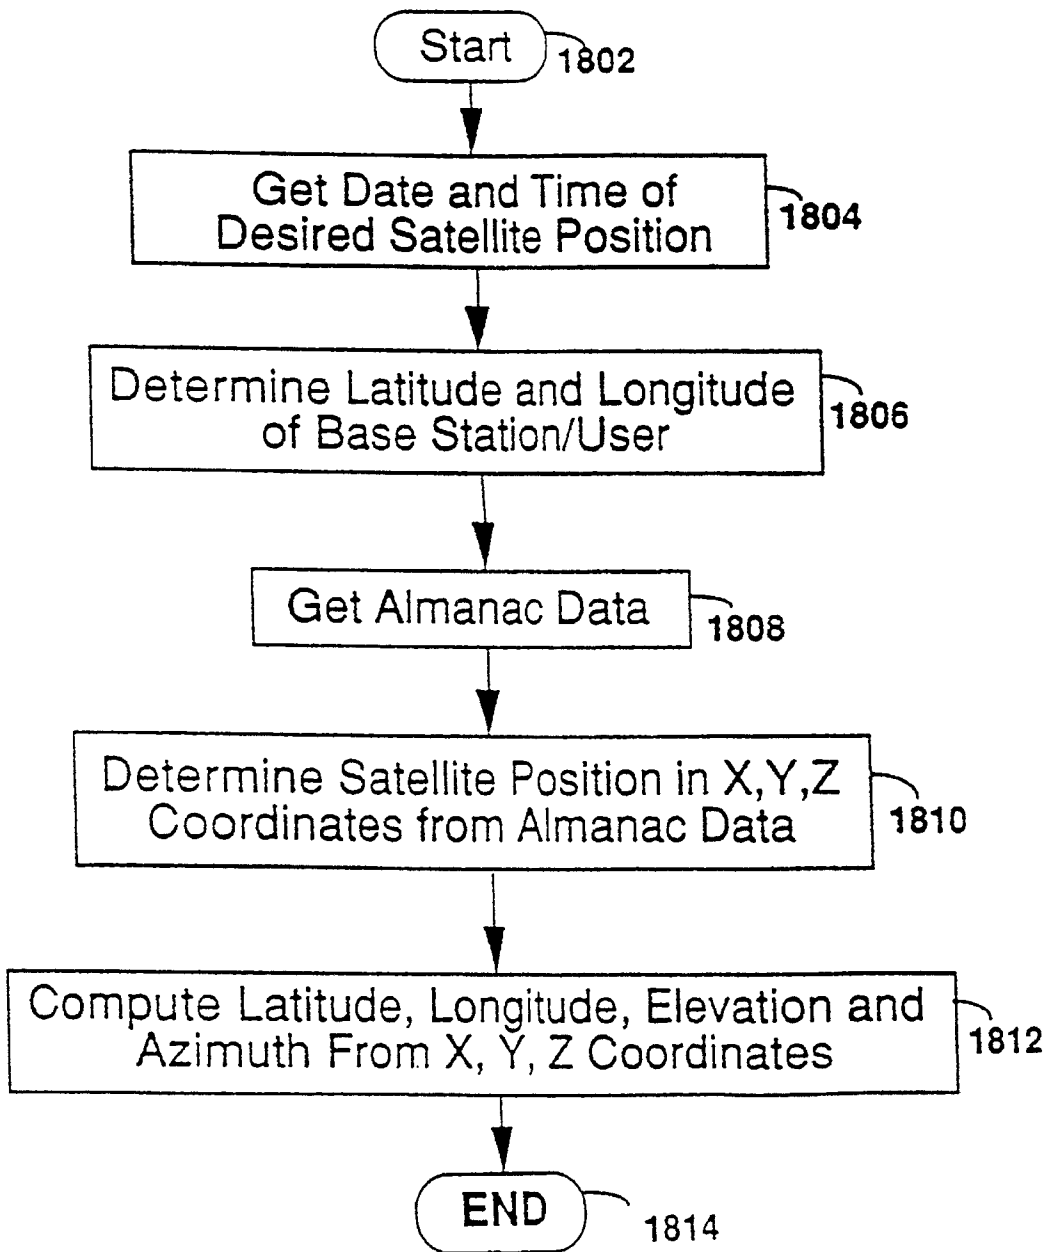 Start
1802
Get Date and Time of
Desired Satellite Position
1804
Determine Latitude and Longitude
of Base Station/User
1806
Get Almanac Data
1808
Determine Satellite Position in X,Y,Z
Coordinates from Almanac Data
1810
Compute Latitude, Longitude, Elevation and
Azimuth From X, Y, Z Coordinates
1812
END
1814